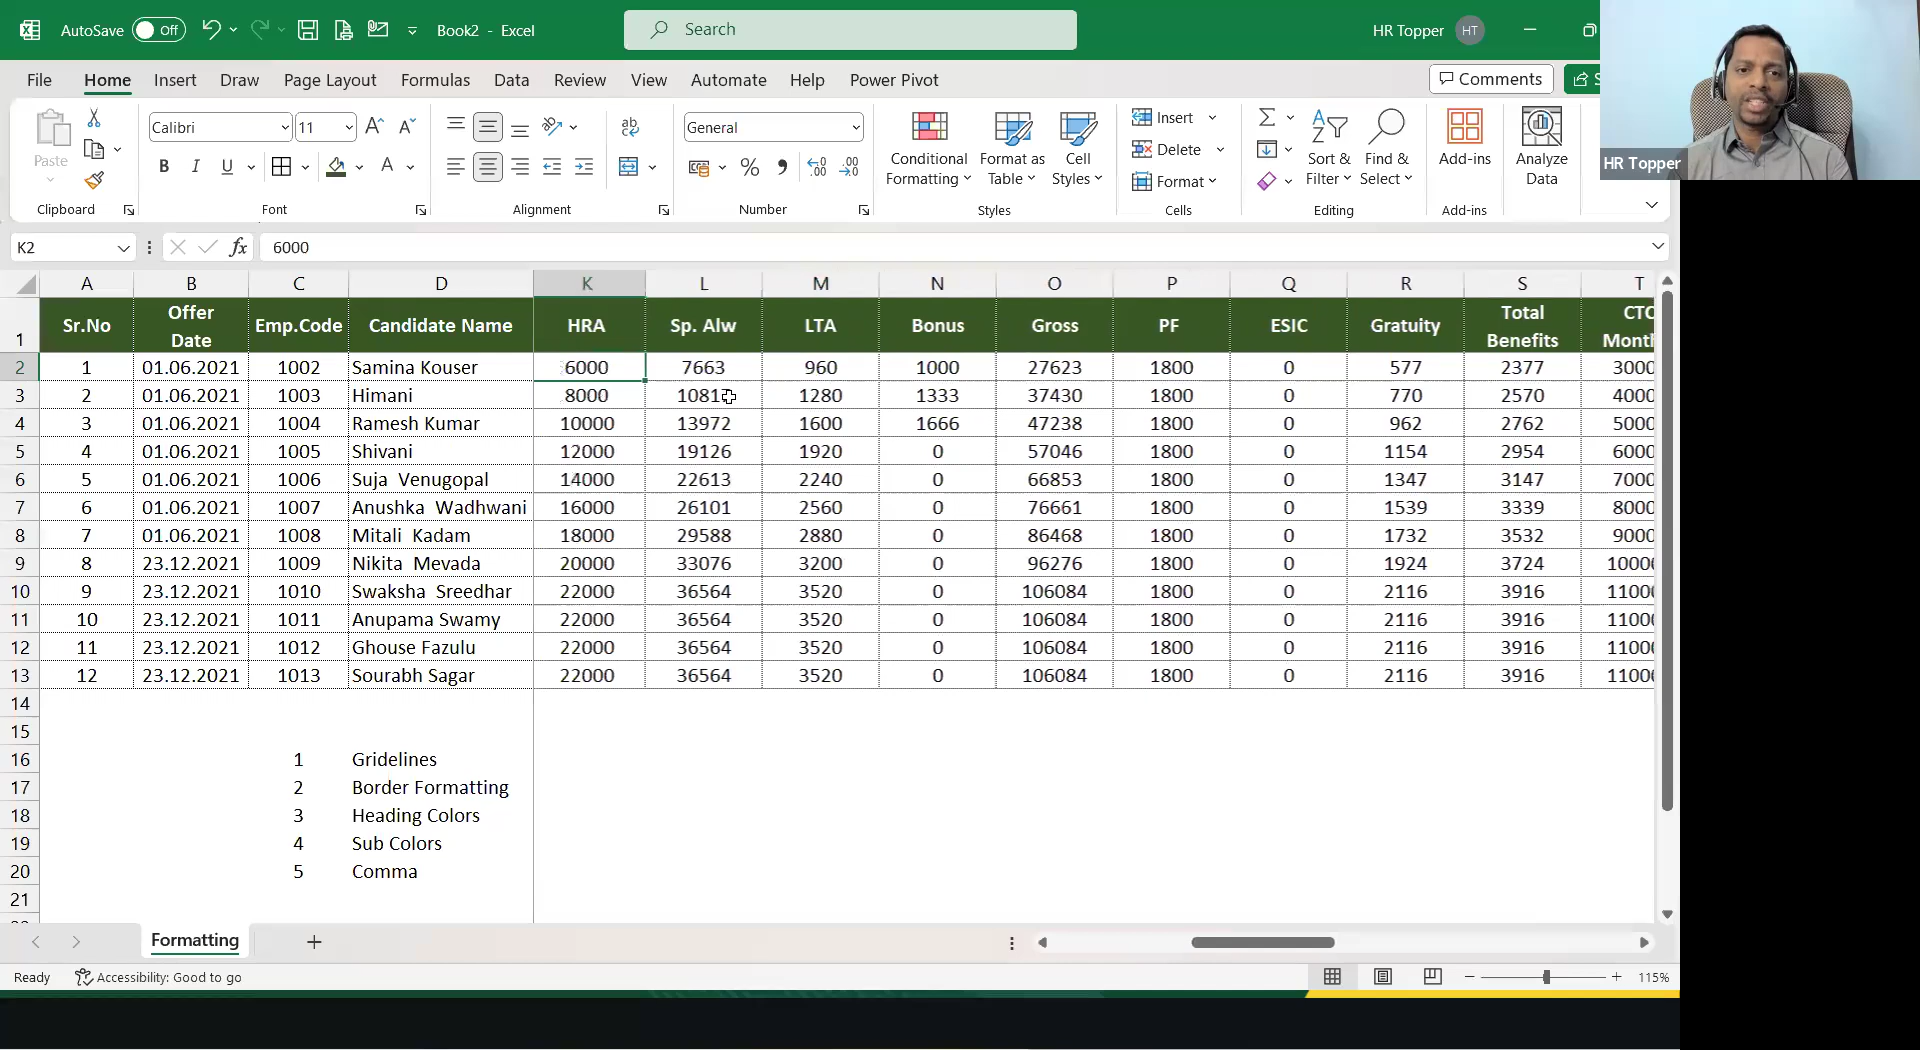 AutoSave Off Book2 - Excel Search HR Topper HT
File Home Insert Draw Page Layout Formulas Data Review View Automate Help Power Pivot Comments
Paste Calibri 11 General Conditional Formatting Format as Table Cell Styles Insert Delete Format Sort & Filter Find & Select Add-ins Analyze Data
HR Topper
Clipboard Font Alignment Number Styles Cells Editing Add-ins
K2 fx 6000
A B C D K L M N O P Q R S T
1 Sr.No Offer Date Emp.Code Candidate Name HRA Sp. Alw LTA Bonus Gross PF ESIC Gratuity Total Benefits
2 1 01.06.2021 1002 Samina Kouser 6000 7663 960 1000 27623 1800 0 577 2377
3 2 01.06.2021 1003 Himani 8000 1280 1333 37430 1800 0 770 2570
4 3 01.06.2021 1004 Ramesh Kumar 10000 13972 1600 1666 47238 1800 0 962 2762
5 4 01.06.2021 1005 Shivani 12000 19126 1920 0 57046 1800 0 1154 2954
6 5 01.06.2021 1006 Suja Venugopal 14000 22613 2240 0 66853 1800 0 1347 3147
7 6 01.06.2021 1007 Anushka Wadhwani 16000 26101 2560 0 76661 1800 0 1539 3339
8 7 01.06.2021 1008 Mitali Kadam 18000 29588 2880 0 86468 1800 0 1732 3532
9 8 23.12.2021 1009 Nikita Mevada 20000 33076 3200 0 96276 1800 0 1924 3724
10 9 23.12.2021 1010 Swaksha Sreedhar 22000 36564 3520 0 106084 1800 0 2116 3916
11 10 23.12.2021 1011 Anupama Swamy 22000 36564 3520 0 106084 1800 0 2116 3916
12 11 23.12.2021 1012 Ghouse Fazulu 22000 36564 3520 0 106084 1800 0 2116 3916
13 12 23.12.2021 1013 Sourabh Sagar 22000 36564 3520 0 106084 1800 0 2116 3916
14
15
16 1 Gridelines
17 2 Border Formatting
18 3 Heading Colors
19 4 Sub Colors
20 5 Comma
21
Formatting
Ready Accessibility: Good to go 115%